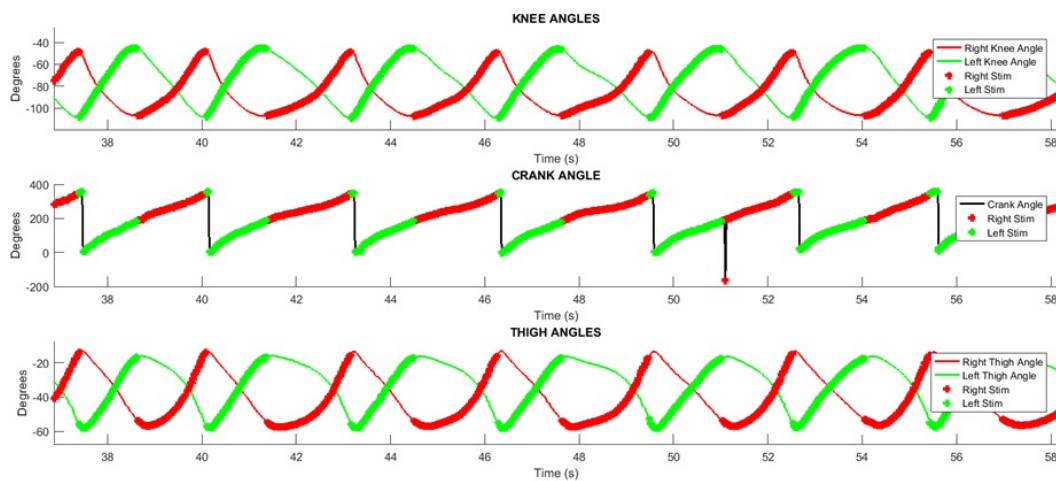 KNEE ANGLES
-40
-60
-80
-100
Degrees
Right Knee Angle
Left Knee Angle
Right Stim
Left Stim
38 40 42 44 46 48 50 52 54 56 58
Time (s)
CRANK ANGLE
400
200
0
-200
Degrees
Crank Angle
Right Stim
Left Stim
38 40 42 44 46 48 50 52 54 56 58
Time (s)
THIGH ANGLES
-20
-40
-60
Degrees
Right Thigh Angle
Left Thigh Angle
Right Stim
Left Stim
38 40 42 44 46 48 50 52 54 56 58
Time (s)